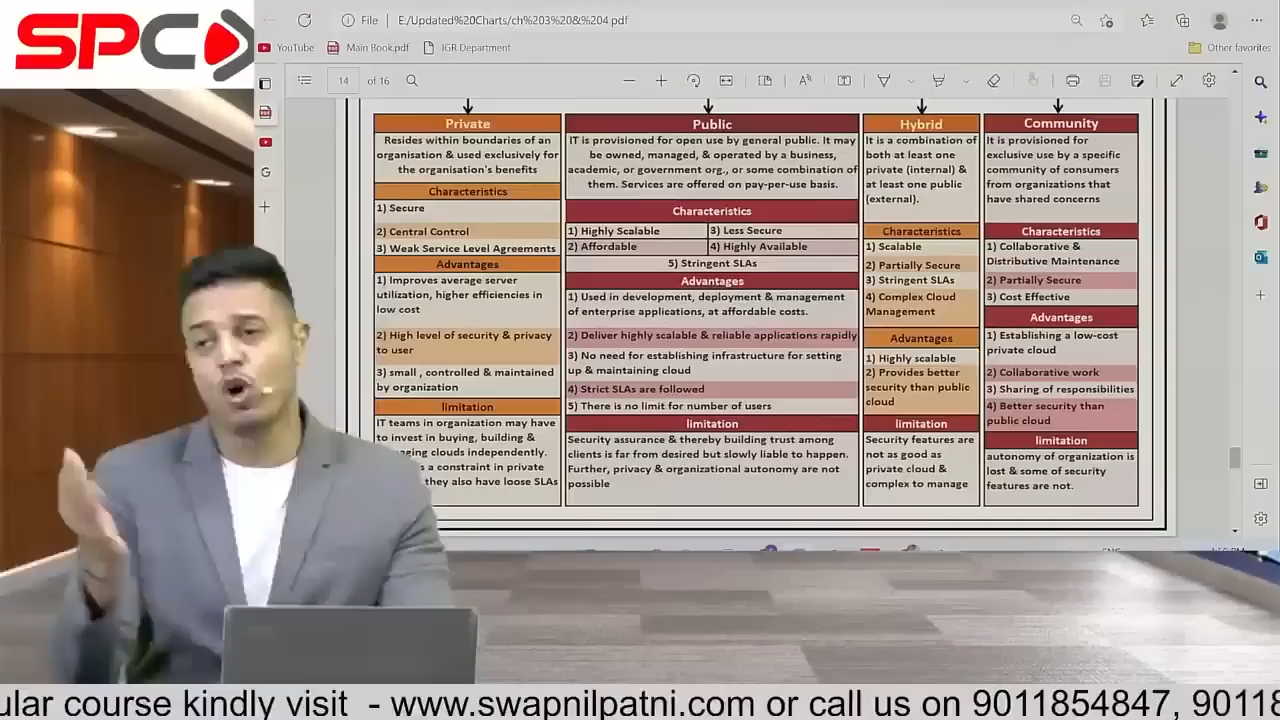 SPC
File
E:/Updated%20Charts/ch%203%20&%204.pdf
YouTube
Main Book.pdf
IGR Department
Other favorites
14 of 16
Private
Resides within boundaries of an
organisation & used exclusively for
the organisation's benefits
Characteristics
1) Secure
2) Central Control
3) Weak Service Level Agreements
Advantages
1) Improves average server
utilization, higher efficiencies in
low cost
2) High level of security & privacy
to user
3) small , controlled & maintained
by organization
limitation
IT teams in organization may have
to invest in buying, building &
ging clouds independently.
s a constraint in private
they also have loose SLAs
Public
IT is provisioned for open use by general public. It may
be owned, managed, & operated by a business,
academic, or government org., or some combination of
them. Services are offered on pay-per-use basis.
Characteristics
1) Highly Scalable
3) Less Secure
2) Affordable
4) Highly Available
5) Stringent SLAs
Advantages
1) Used in development, deployment & management
of enterprise applications, at affordable costs.
2) Deliver highly scalable & reliable applications rapidly
3) No need for establishing infrastructure for setting
up & maintaining cloud
4) Strict SLAs are followed
5) There is no limit for number of users
limitation
Security assurance & thereby building trust among
clients is far from desired but slowly liable to happen.
Further, privacy & organizational autonomy are not
possible
Hybrid
It is a combination of
both at least one
private (internal) &
at least one public
(external).
Characteristics
1) Scalable
2) Partially Secure
3) Stringent SLAs
4) Complex Cloud
Management
Advantages
1) Highly scalable
2) Provides better
security than public
cloud
limitation
Security features are
not as good as
private cloud &
complex to manage
Community
It is provisioned for
exclusive use by a specific
community of consumers
from organizations that
have shared concerns
Characteristics
1) Collaborative &
Distributive Maintenance
2) Partially Secure
3) Cost Effective
Advantages
1) Establishing a low-cost
private cloud
2) Collaborative work
3) Sharing of responsibilities
4) Better security than
public cloud
limitation
autonomy of organization is
lost & some of security
features are not.
ular course kindly visit - www.swapnilpatni.com or call us on 9011854847, 9011